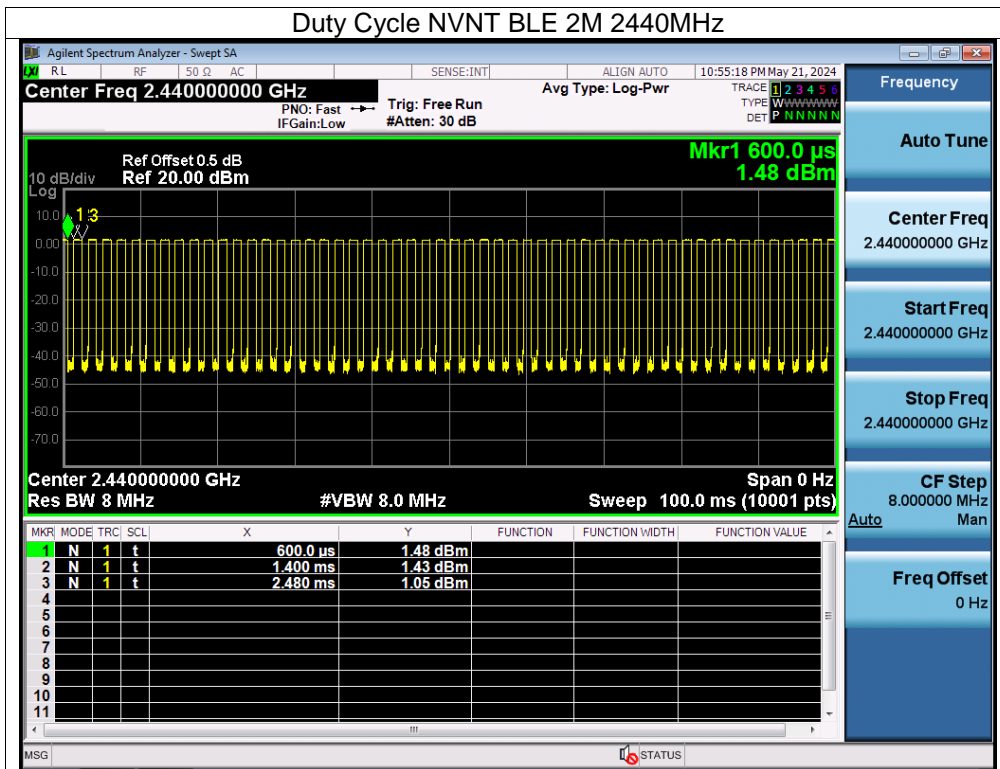 Duty Cycle NVNT BLE 2M 2440MHz
Agilent Spectrum Analyzer - Swept SA
LXI RL RF 50 Ω AC SENSE:INT ALIGN AUTO 10:55:18 PM May 21, 2024
Center Freq 2.440000000 GHz
PNO: Fast
IFGain:Low
Trig: Free Run
#Atten: 30 dB
Avg Type: Log-Pwr
TRACE 1 2 3 4 5 6
TYPE WWWWWW
DET P N N N N N
Mkr1 600.0 µs
1.48 dBm
Ref Offset 0.5 dB
10 dB/div Ref 20.00 dBm
Log
10.0
0.00
-10.0
-20.0
-30.0
-40.0
-50.0
-60.0
-70.0
1 3
Center 2.440000000 GHz Span 0 Hz
Res BW 8 MHz #VBW 8.0 MHz Sweep 100.0 ms (10001 pts)
MKR MODE TRC SCL X Y FUNCTION FUNCTION WIDTH FUNCTION VALUE
1 N 1 t 600.0 µs 1.48 dBm
2 N 1 t 1.400 ms 1.43 dBm
3 N 1 t 2.480 ms 1.05 dBm
4
5
6
7
8
9
10
11
MSG STATUS
Frequency
Auto Tune
Center Freq
2.440000000 GHz
Start Freq
2.440000000 GHz
Stop Freq
2.440000000 GHz
CF Step
8.000000 MHz
Auto Man
Freq Offset
0 Hz